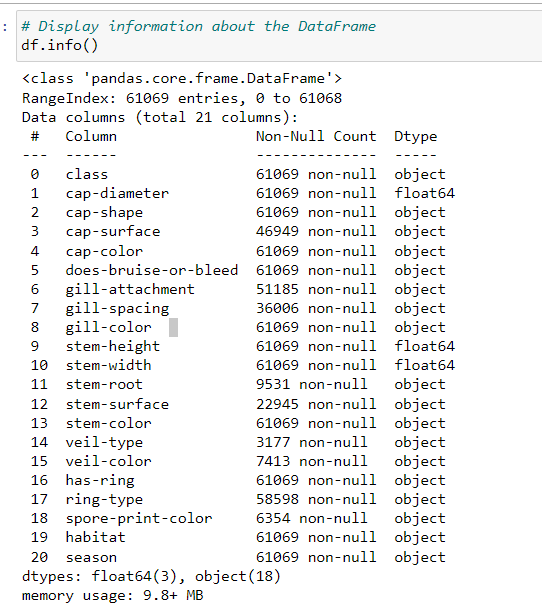 :
# Display information about the DataFrame
df.info()
<class 'pandas.core.frame.DataFrame'>
RangeIndex: 61069 entries, 0 to 61068
Data columns (total 21 columns):
 #   Column                Non-Null Count  Dtype
---  ------                --------------  -----
 0   class                 61069 non-null  object
 1   cap-diameter          61069 non-null  float64
 2   cap-shape             61069 non-null  object
 3   cap-surface           46949 non-null  object
 4   cap-color             61069 non-null  object
 5   does-bruise-or-bleed  61069 non-null  object
 6   gill-attachment       51185 non-null  object
 7   gill-spacing          36006 non-null  object
 8   gill-color            61069 non-null  object
 9   stem-height           61069 non-null  float64
 10  stem-width            61069 non-null  float64
 11  stem-root             9531 non-null   object
 12  stem-surface          22945 non-null  object
 13  stem-color            61069 non-null  object
 14  veil-type             3177 non-null   object
 15  veil-color            7413 non-null   object
 16  has-ring              61069 non-null  object
 17  ring-type             58598 non-null  object
 18  spore-print-color     6354 non-null   object
 19  habitat               61069 non-null  object
 20  season                61069 non-null  object
dtypes: float64(3), object(18)
memory usage: 9.8+ MB